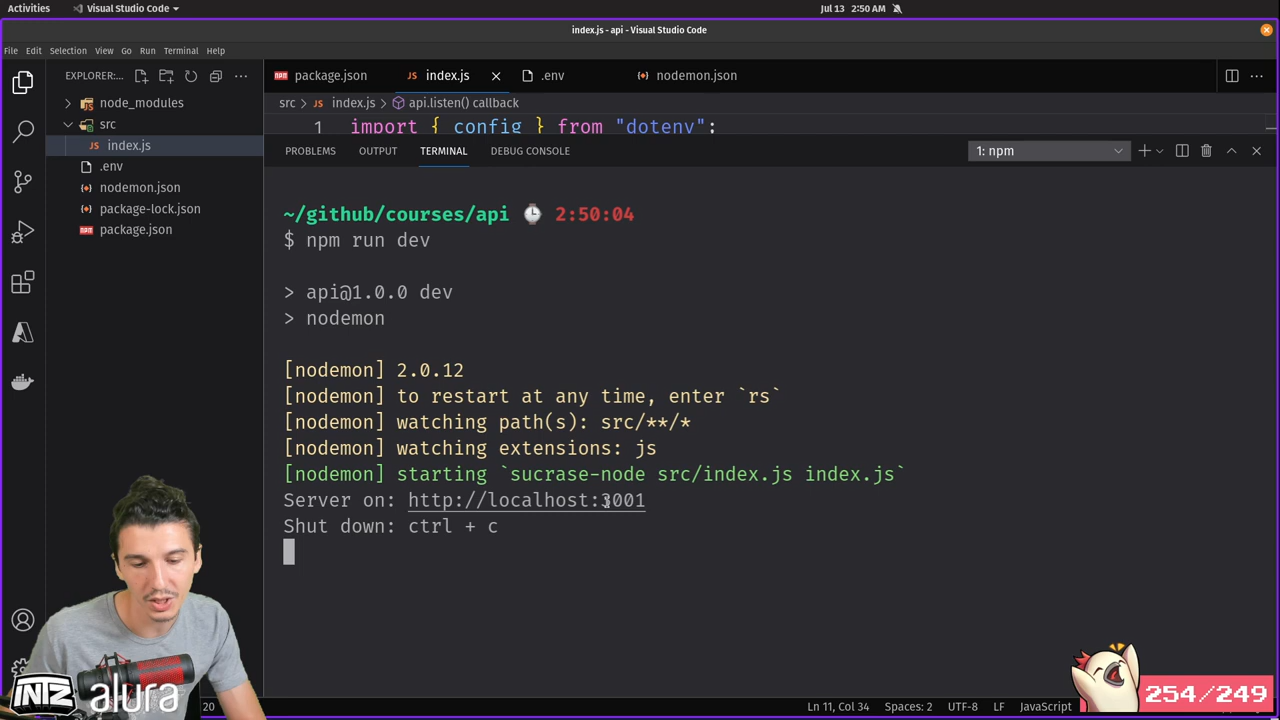 Activities
Visual Studio Code
Jul 13 2:50 AM
index.js - api - Visual Studio Code
File Edit Selection View Go Run Terminal Help
EXPLORER:...
package.json
index.js
.env
nodemon.json
node_modules
src
index.js
.env
nodemon.json
package-lock.json
package.json
src > index.js > api.listen() callback
1 import { config } from "dotenv";
PROBLEMS OUTPUT TERMINAL DEBUG CONSOLE
1: npm
~/github/courses/api 2:50:04
$ npm run dev
> api@1.0.0 dev
> nodemon
[nodemon] 2.0.12
[nodemon] to restart at any time, enter `rs`
[nodemon] watching path(s): src/**/*
[nodemon] watching extensions: js
[nodemon] starting `sucrase-node src/index.js index.js`
Server on: http://localhost:3001
Shut down: ctrl + c
INTZ alura
254/249
20
Ln 11, Col 34 Spaces: 2 UTF-8 LF JavaScript